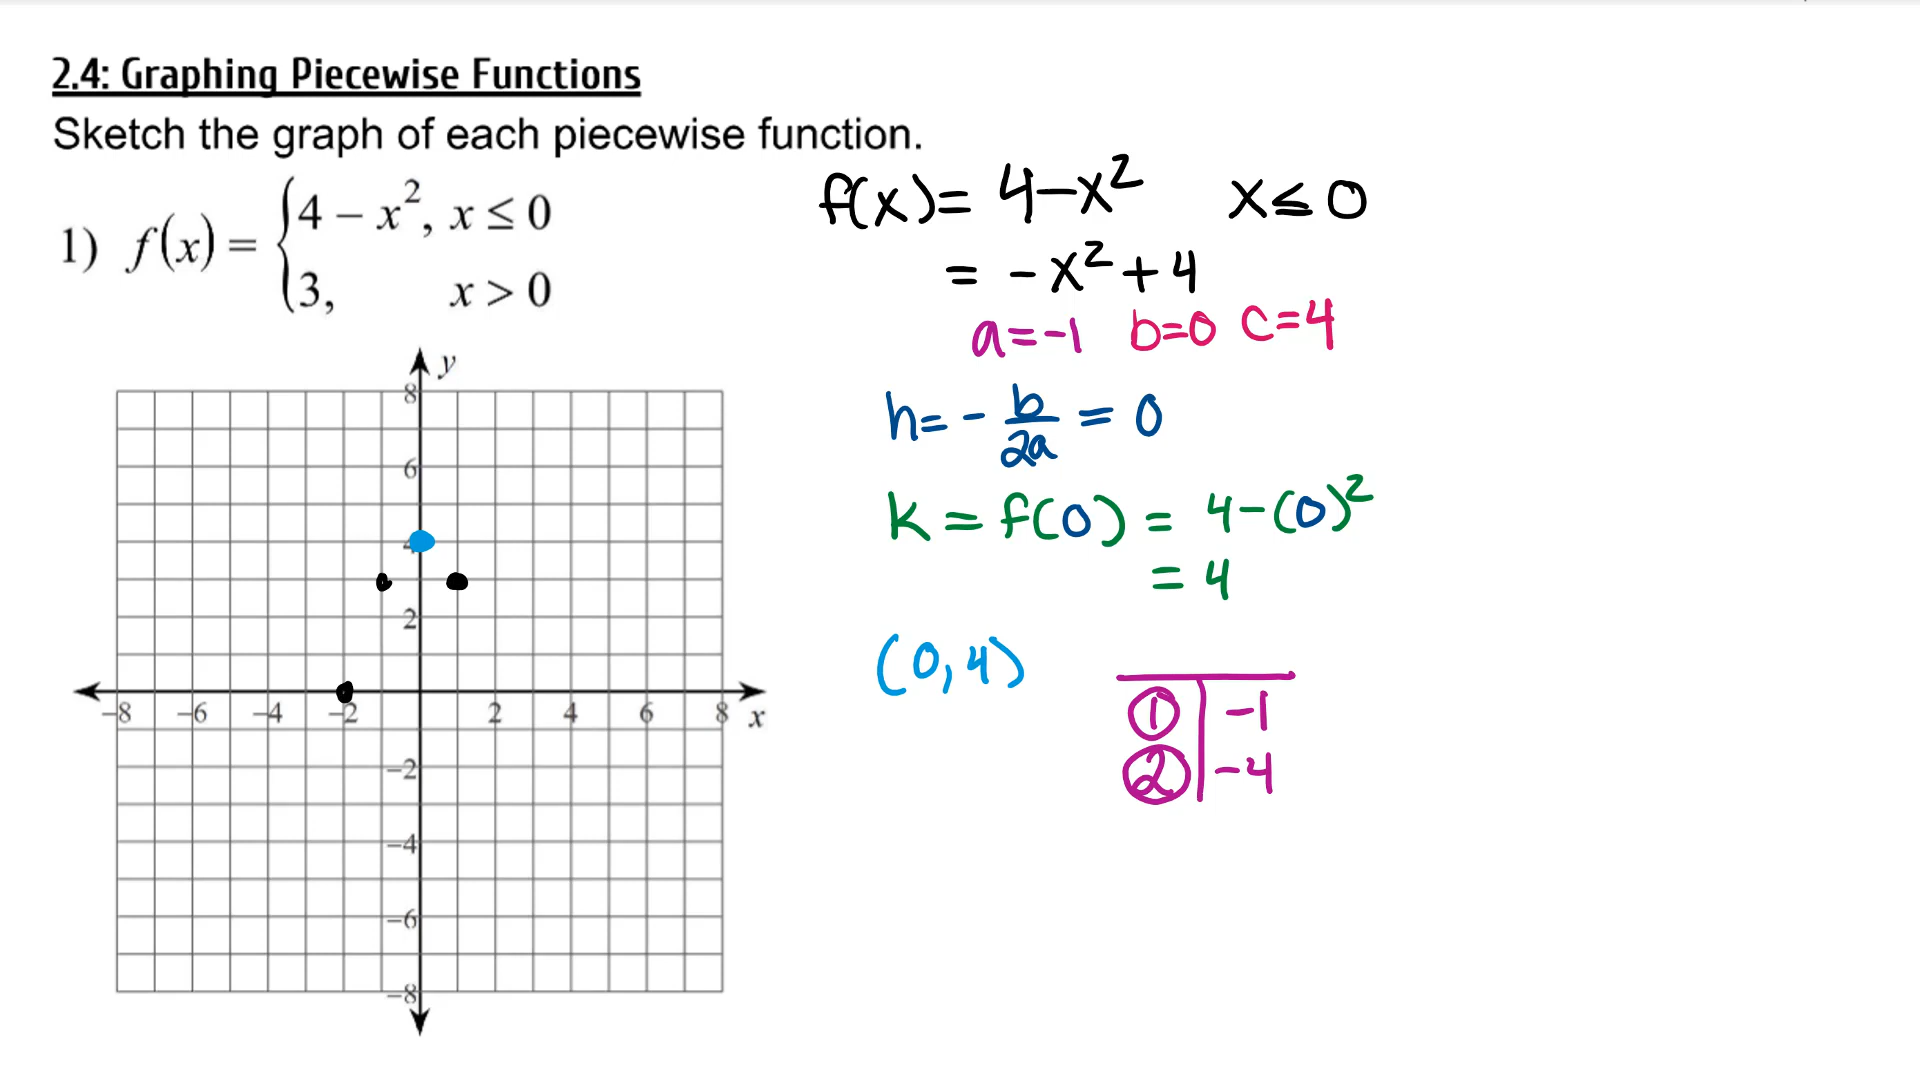 2.4: Graphing Piecewise Functions
Sketch the graph of each piecewise function.
1) f(x) = { 4 − x², x ≤ 0
3, x > 0
f(x) = 4−x² x ≤ 0
= −x² + 4
a=−1 b=0 c=4
h= − b/2a = 0
k = f(0) = 4−(0)²
= 4
(0,4)
1 | −1
2 | −4
y
8
6
4
2
−8 −6 −4 −2 2 4 6 8 x
−2
−4
−6
−8